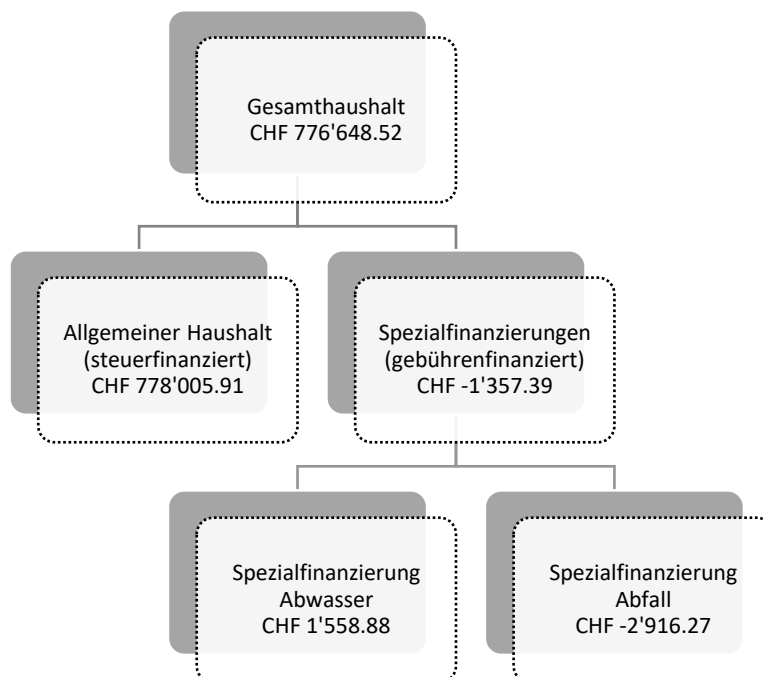 Gesamthaushalt
CHF 776'648.52
Allgemeiner Haushalt
(steuerfinanziert)
CHF 778'005.91
Spezialfinanzierungen
(gebührenfinanziert)
CHF -1'357.39
Spezialfinanzierung
Abwasser
CHF 1'558.88
Spezialfinanzierung
Abfall
CHF -2'916.27